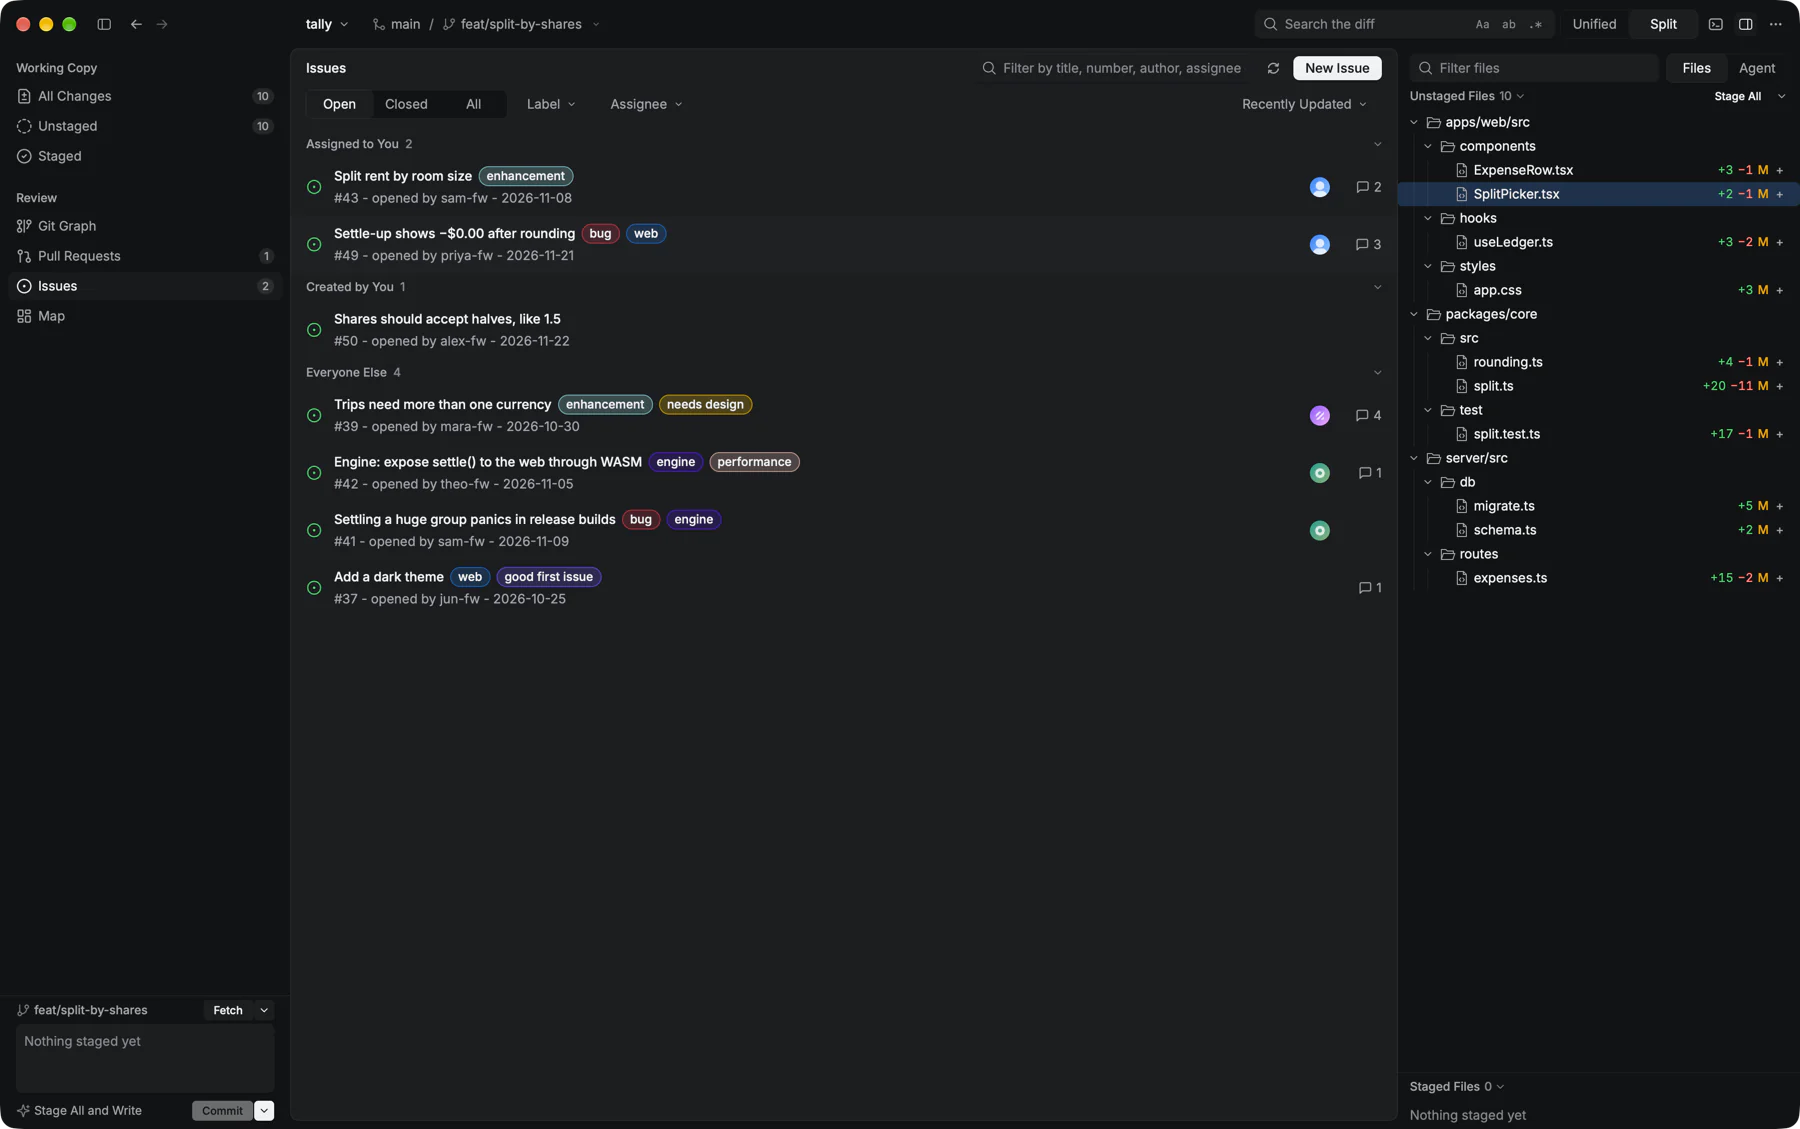 tally
main / feat/split-by-shares
Search the diff
Aa ab .*
Unified
Split
Working Copy
All Changes 10
Unstaged 10
Staged
Review
Git Graph
Pull Requests 1
Issues 2
Map
feat/split-by-shares
Fetch
Nothing staged yet
Stage All and Write
Commit
Issues
Filter by title, number, author, assignee
New Issue
Open
Closed
All
Label
Assignee
Recently Updated
Assigned to You 2
Split rent by room size enhancement
#43 - opened by sam-fw - 2026-11-08
2
Settle-up shows −$0.00 after rounding bug web
#49 - opened by priya-fw - 2026-11-21
3
Created by You 1
Shares should accept halves, like 1.5
#50 - opened by alex-fw - 2026-11-22
Everyone Else 4
Trips need more than one currency enhancement needs design
#39 - opened by mara-fw - 2026-10-30
4
Engine: expose settle() to the web through WASM engine performance
#42 - opened by theo-fw - 2026-11-05
1
Settling a huge group panics in release builds bug engine
#41 - opened by sam-fw - 2026-11-09
Add a dark theme web good first issue
#37 - opened by jun-fw - 2026-10-25
1
Filter files
Files
Agent
Unstaged Files 10
Stage All
apps/web/src
components
ExpenseRow.tsx +3 −1 M +
SplitPicker.tsx +2 −1 M +
hooks
useLedger.ts +3 −2 M +
styles
app.css +3 M +
packages/core
src
rounding.ts +4 −1 M +
split.ts +20 −11 M +
test
split.test.ts +17 −1 M +
server/src
db
migrate.ts +5 M +
schema.ts +2 M +
routes
expenses.ts +15 −2 M +
Staged Files 0
Nothing staged yet